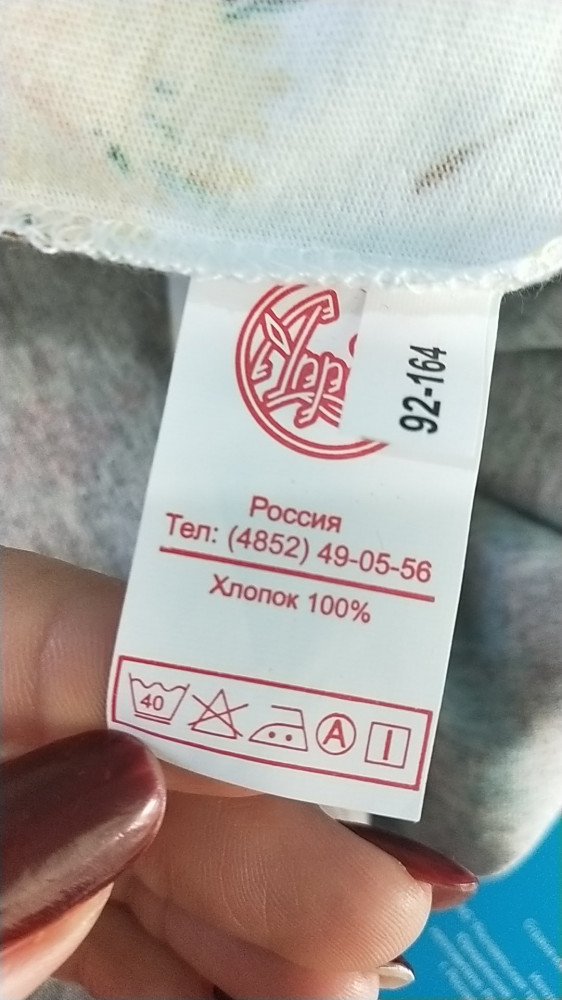 92-164
Россия
Тел: (4852) 49-05-56
Хлопок 100%
40
A